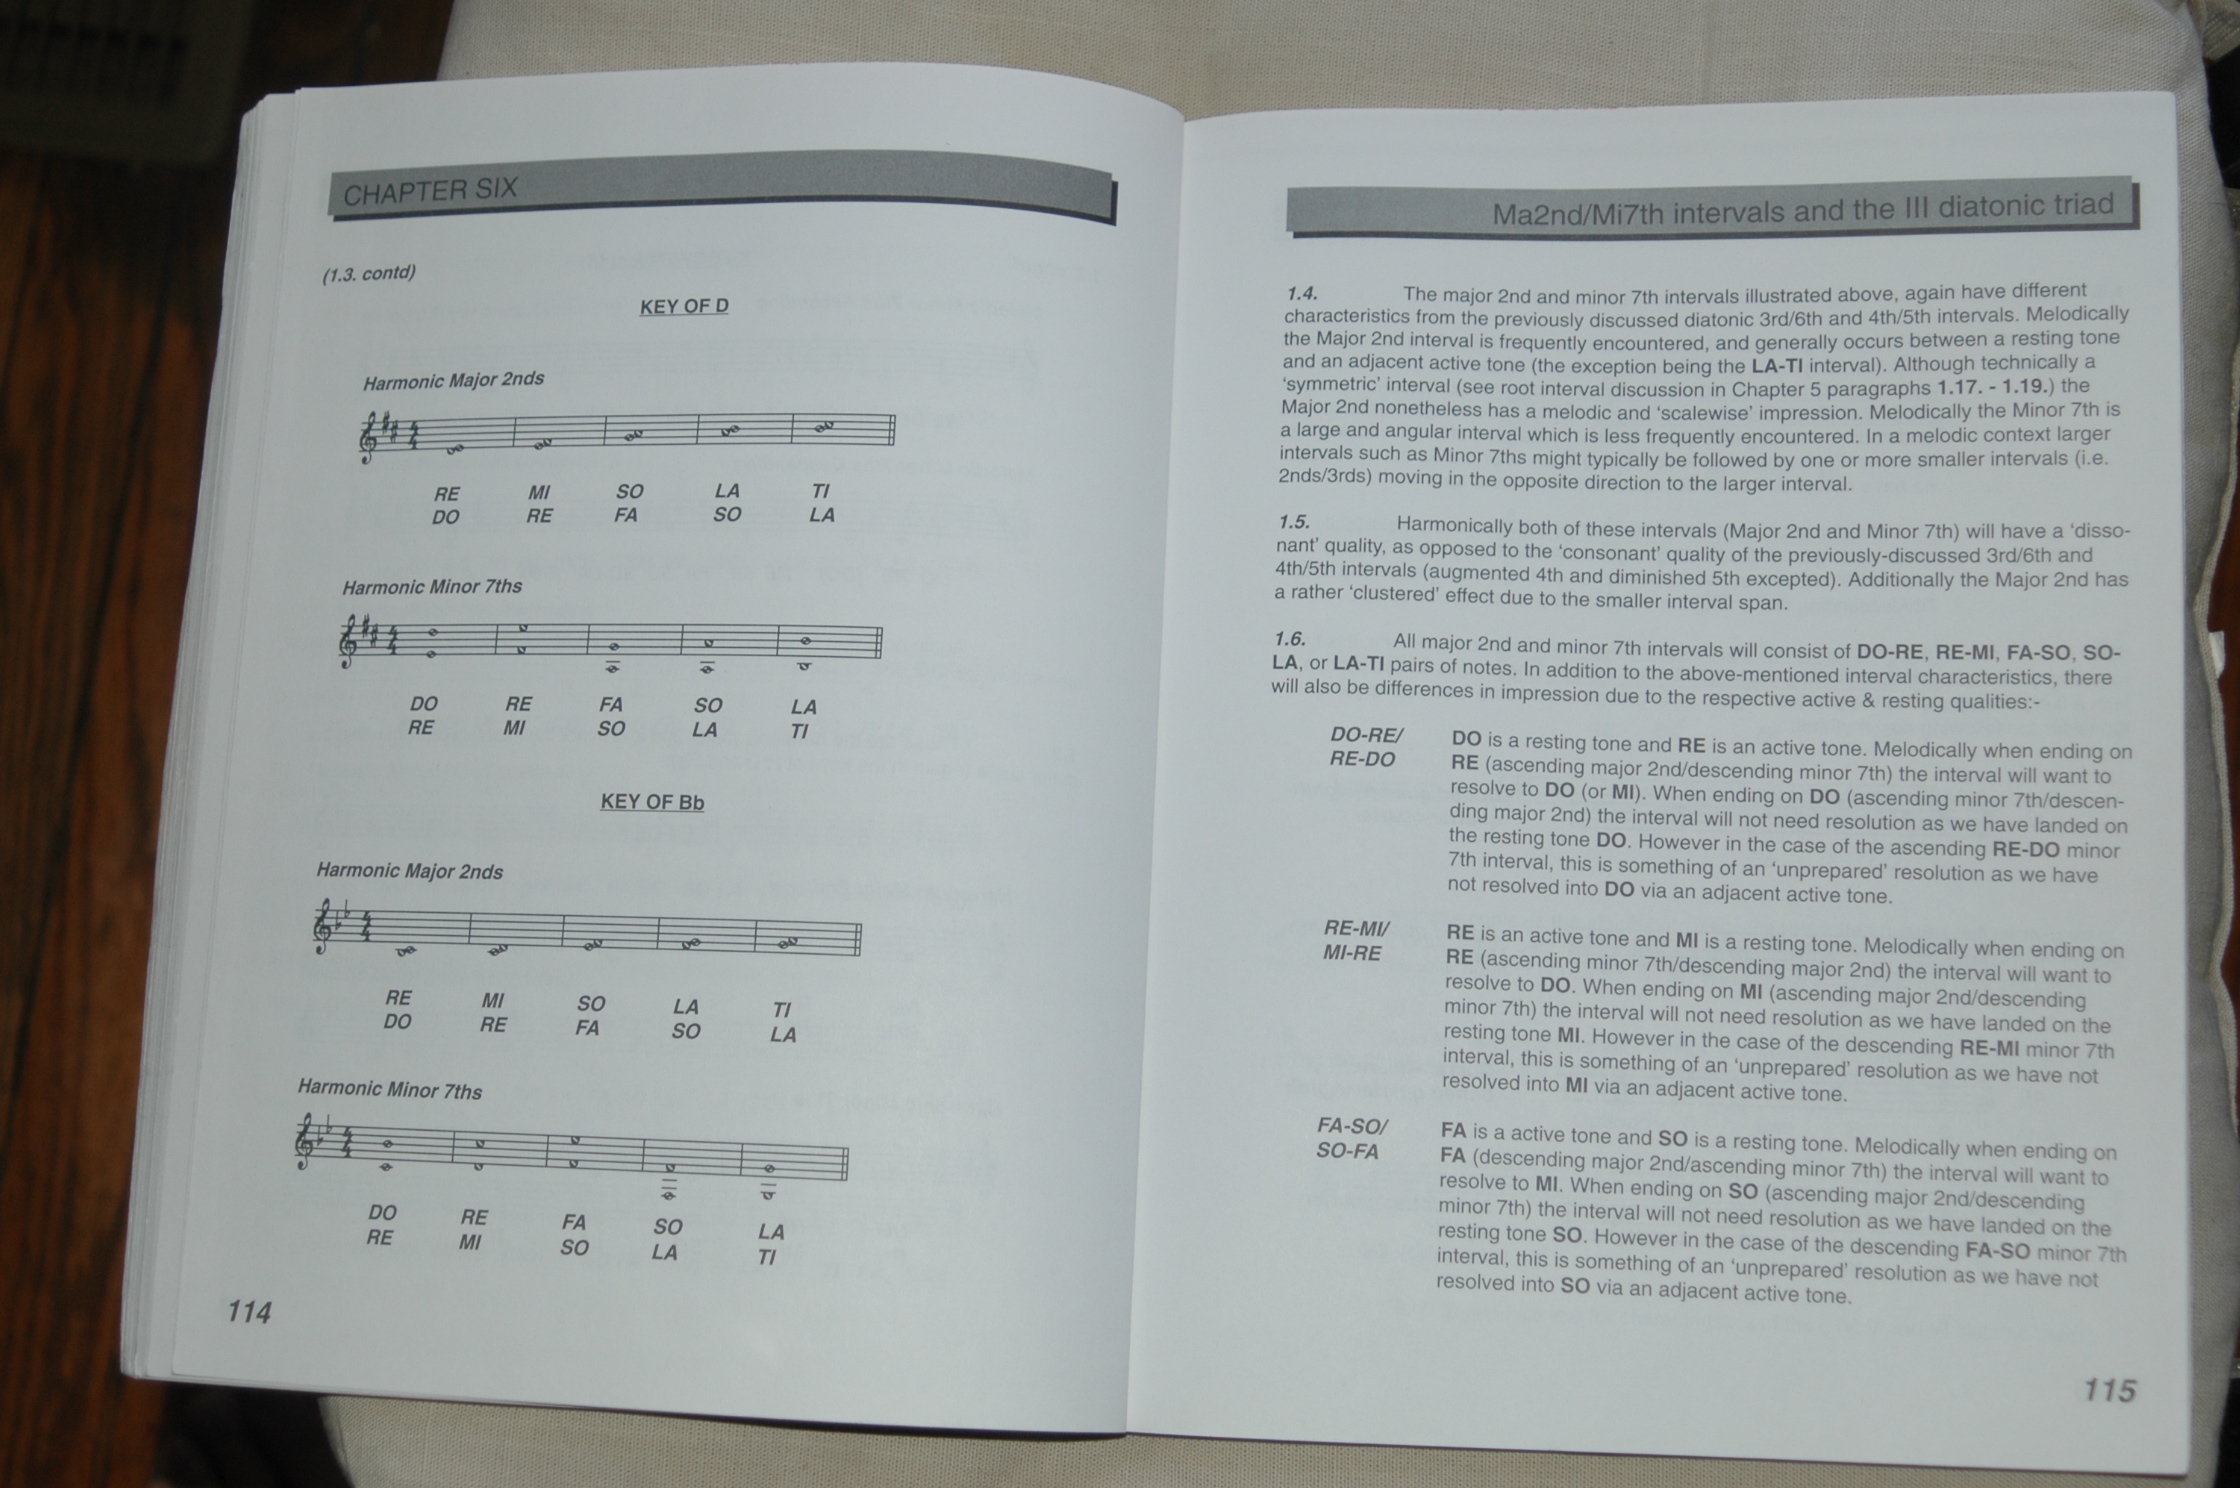 CHAPTER SIX
(1.3. contd)
KEY OF D
Harmonic Major 2nds
RE MI SO LA TI
DO RE FA SO LA
Harmonic Minor 7ths
DO RE FA SO LA
RE MI SO LA TI
KEY OF Bb
Harmonic Major 2nds
RE MI SO LA TI
DO RE FA SO LA
Harmonic Minor 7ths
DO RE FA SO LA
RE MI SO LA TI
114
Ma2nd/Mi7th intervals and the III diatonic triad
1.4. The major 2nd and minor 7th intervals illustrated above, again have different
characteristics from the previously discussed diatonic 3rd/6th and 4th/5th intervals. Melodically
the Major 2nd interval is frequently encountered, and generally occurs between a resting tone
and an adjacent active tone (the exception being the LA-TI interval). Although technically a
‘symmetric’ interval (see root interval discussion in Chapter 5 paragraphs 1.17. - 1.19.) the
Major 2nd nonetheless has a melodic and ‘scalewise’ impression. Melodically the Minor 7th is
a large and angular interval which is less frequently encountered. In a melodic context larger
intervals such as Minor 7ths might typically be followed by one or more smaller intervals (i.e.
2nds/3rds) moving in the opposite direction to the larger interval.
1.5. Harmonically both of these intervals (Major 2nd and Minor 7th) will have a ‘disso-
nant’ quality, as opposed to the ‘consonant’ quality of the previously-discussed 3rd/6th and
4th/5th intervals (augmented 4th and diminished 5th excepted). Additionally the Major 2nd has
a rather ‘clustered’ effect due to the smaller interval span.
1.6. All major 2nd and minor 7th intervals will consist of DO-RE, RE-MI, FA-SO, SO-
LA, or LA-TI pairs of notes. In addition to the above-mentioned interval characteristics, there
will also be differences in impression due to the respective active & resting qualities:-
DO-RE/ DO is a resting tone and RE is an active tone. Melodically when ending on
RE-DO RE (ascending major 2nd/descending minor 7th) the interval will want to
resolve to DO (or MI). When ending on DO (ascending minor 7th/descen-
ding major 2nd) the interval will not need resolution as we have landed on
the resting tone DO. However in the case of the ascending RE-DO minor
7th interval, this is something of an ‘unprepared’ resolution as we have
not resolved into DO via an adjacent active tone.
RE-MI/ RE is an active tone and MI is a resting tone. Melodically when ending on
MI-RE RE (ascending minor 7th/descending major 2nd) the interval will want to
resolve to DO. When ending on MI (ascending major 2nd/descending
minor 7th) the interval will not need resolution as we have landed on the
resting tone MI. However in the case of the descending RE-MI minor 7th
interval, this is something of an ‘unprepared’ resolution as we have not
resolved into MI via an adjacent active tone.
FA-SO/ FA is a active tone and SO is a resting tone. Melodically when ending on
SO-FA FA (descending major 2nd/ascending minor 7th) the interval will want to
resolve to MI. When ending on SO (ascending major 2nd/descending
minor 7th) the interval will not need resolution as we have landed on the
resting tone SO. However in the case of the descending FA-SO minor 7th
interval, this is something of an ‘unprepared’ resolution as we have not
resolved into SO via an adjacent active tone.
115